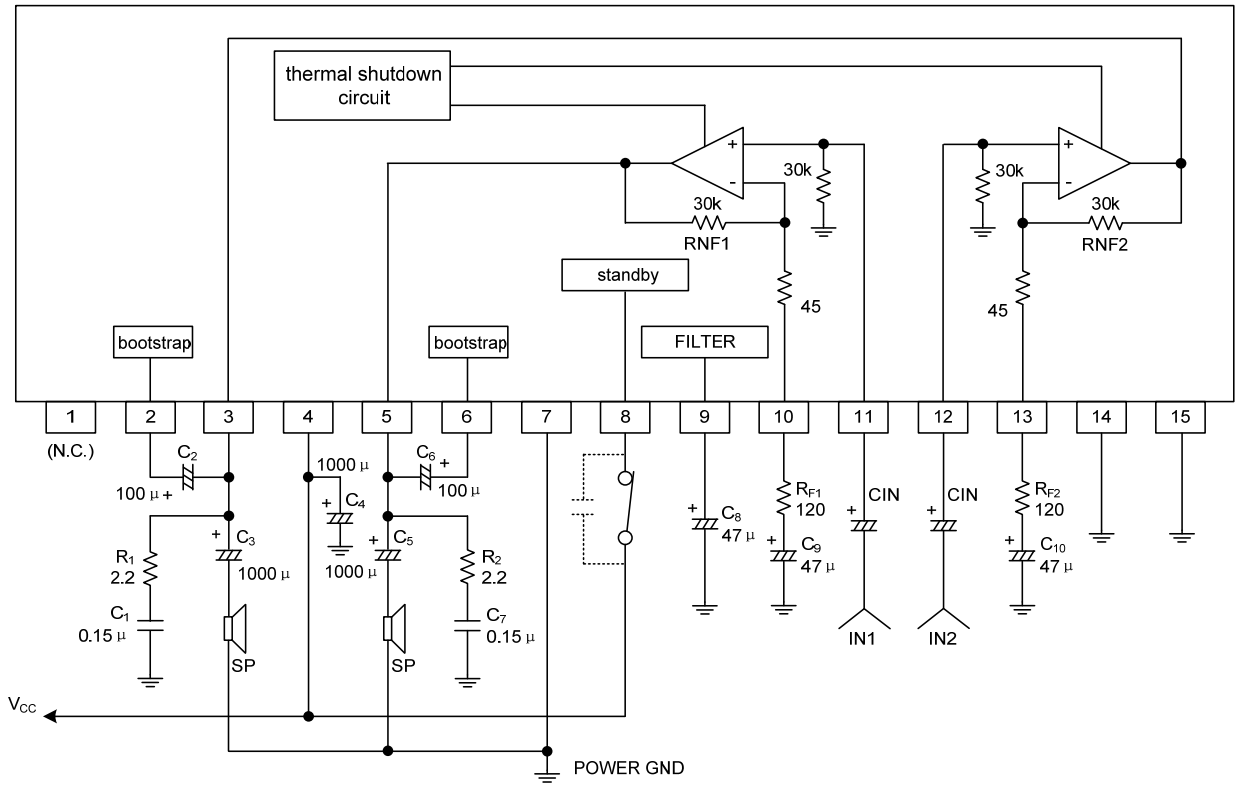 thermal shutdown
circuit
+
-
30k
30k
RNF1
45
+
-
30k
30k
RNF2
45
standby
bootstrap
bootstrap
FILTER
1
2
3
4
5
6
7
8
9
10
11
12
13
14
15
(N.C.)
C2
100 μ +
1000 μ
+
C4
C6
+
100 μ
R1
2.2
C1
0.15 μ
+
C3
1000 μ
SP
+
C5
1000 μ
SP
R2
2.2
C7
0.15 μ
+
C8
47 μ
RF1
120
+
C9
47 μ
CIN
+
IN1
CIN
+
IN2
RF2
120
+
C10
47 μ
VCC
POWER GND